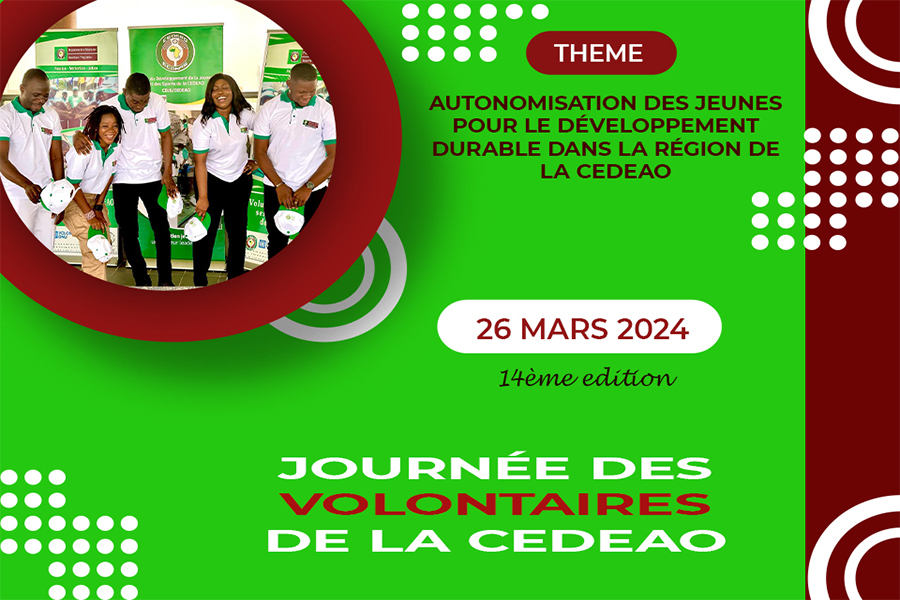 THEME
AUTONOMISATION DES JEUNES
POUR LE DÉVELOPPEMENT
DURABLE DANS LA RÉGION DE
LA CEDEAO
26 MARS 2024
14ème edition
JOURNÉE DES
VOLONTAIRES
DE LA CEDEAO